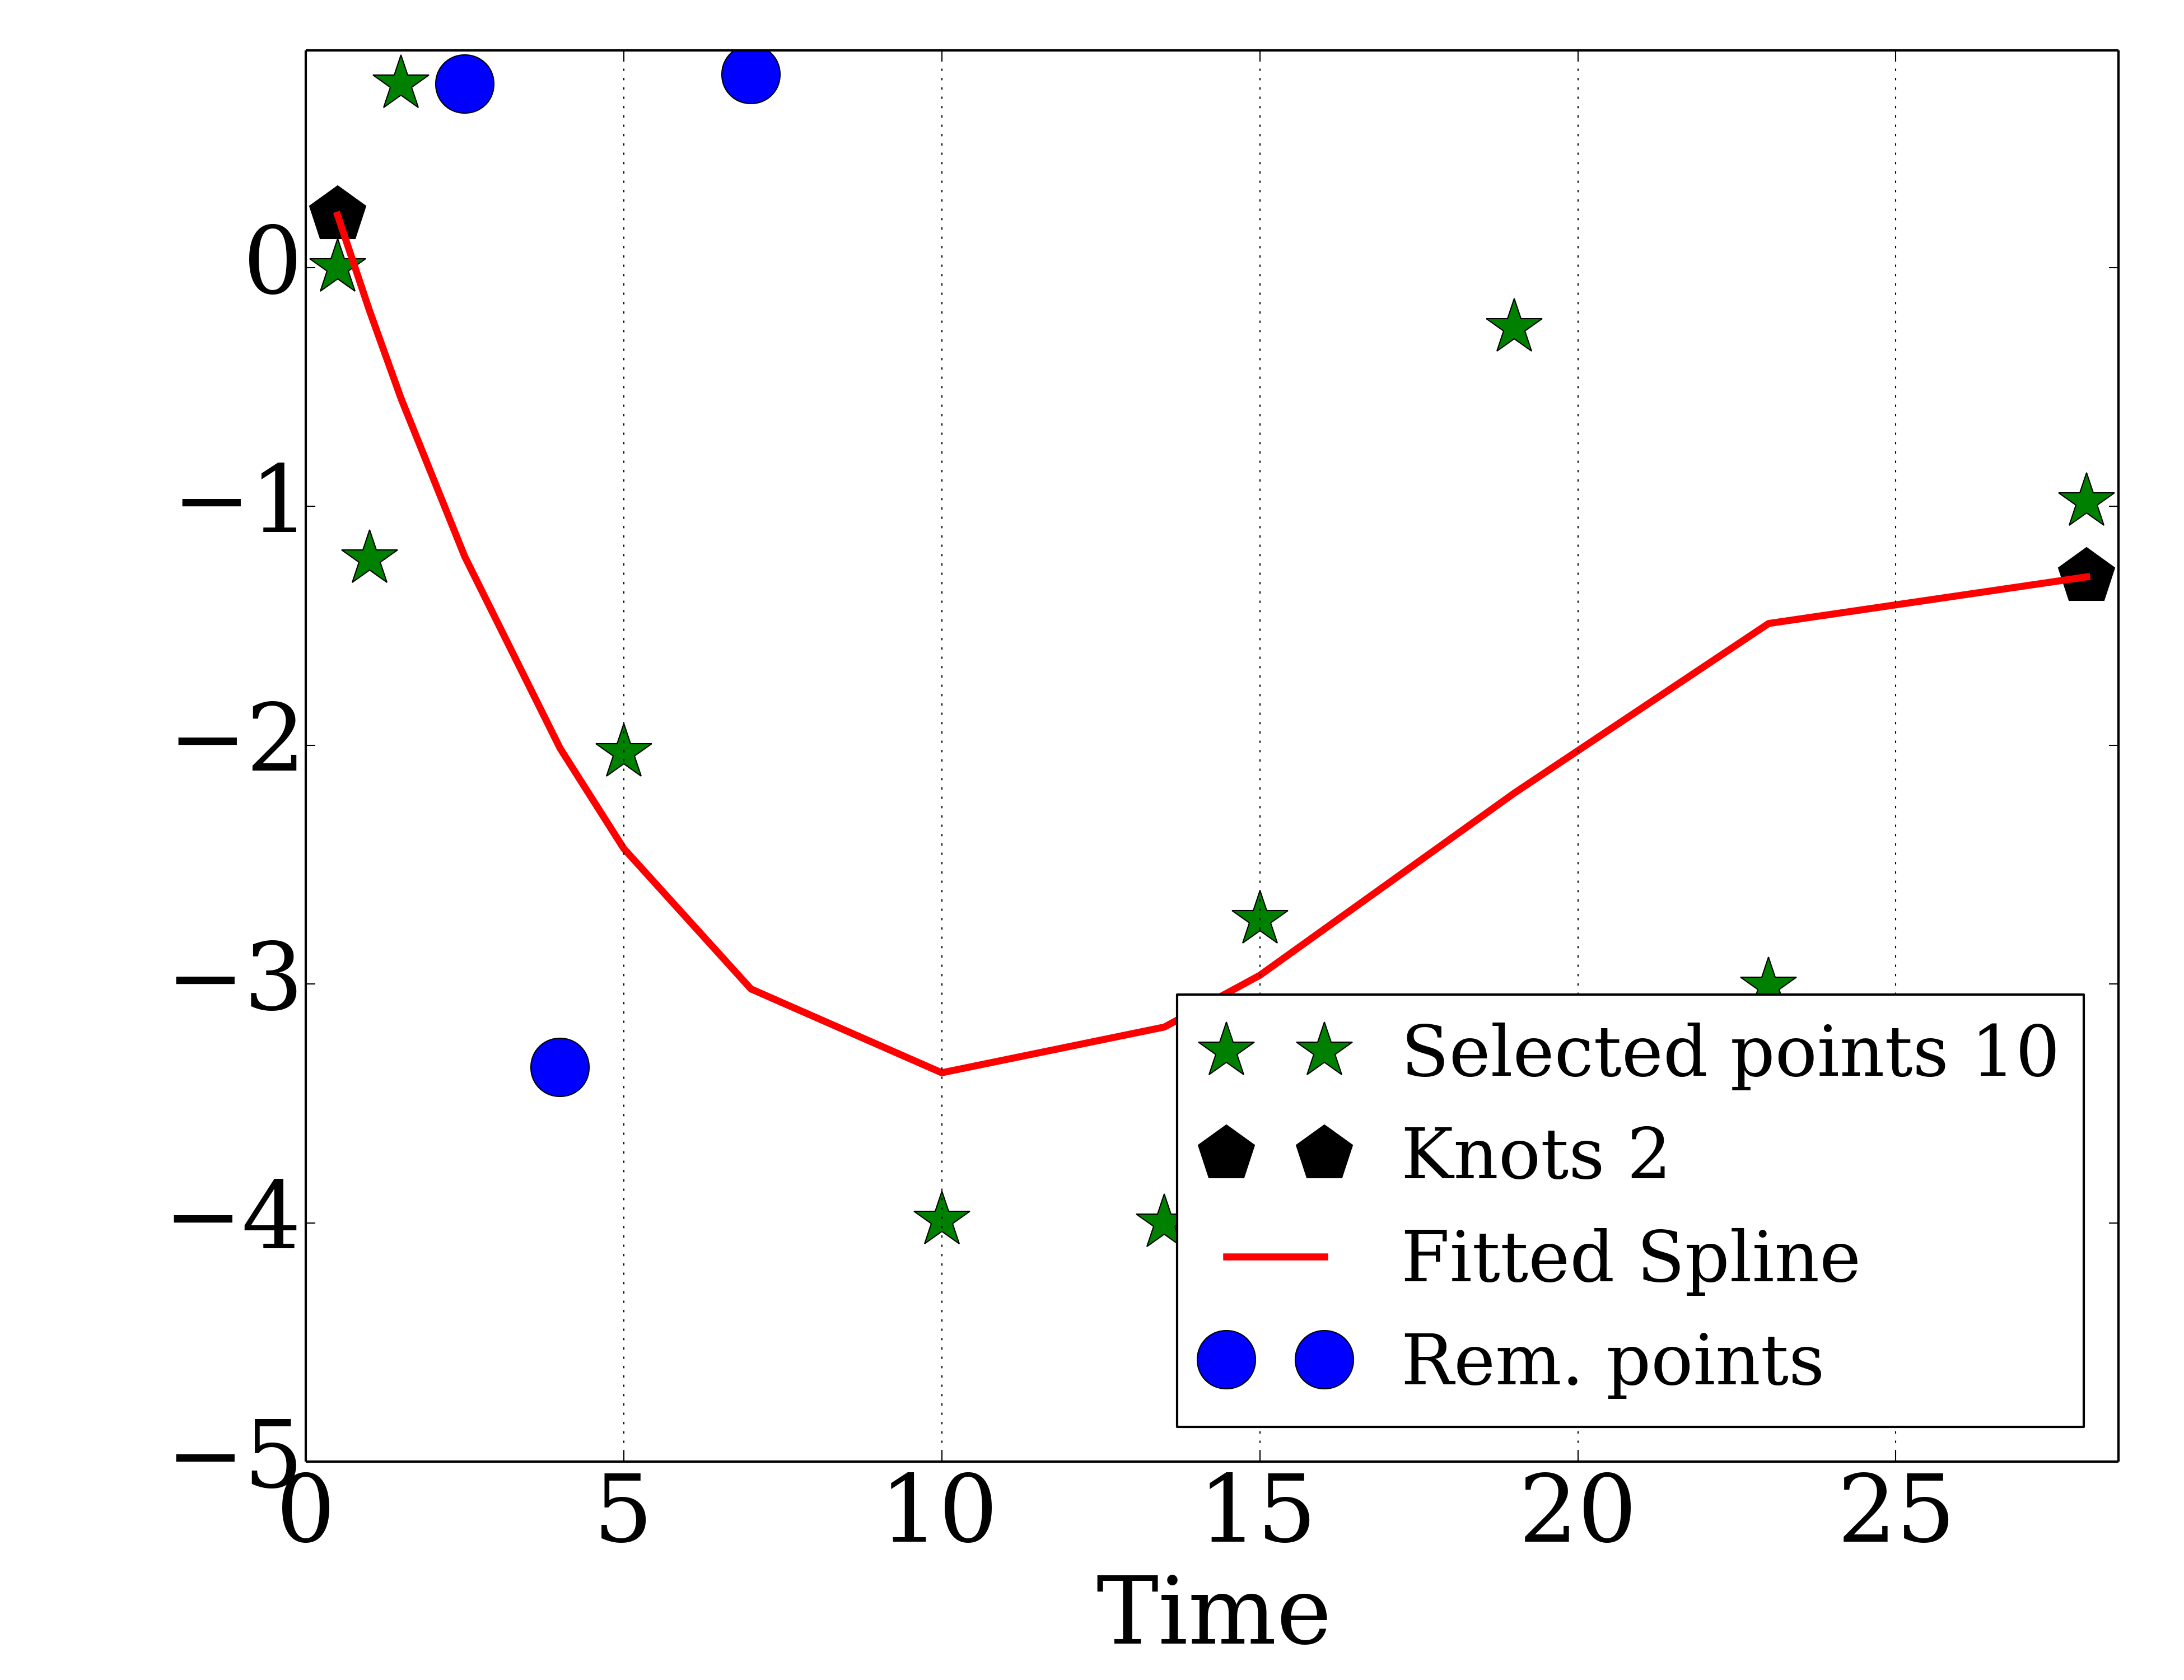 0
−1
−2
−3
−4
−5
0 5 10 15 20 25
Time
Selected points 10
Knots 2
Fitted Spline
Rem. points